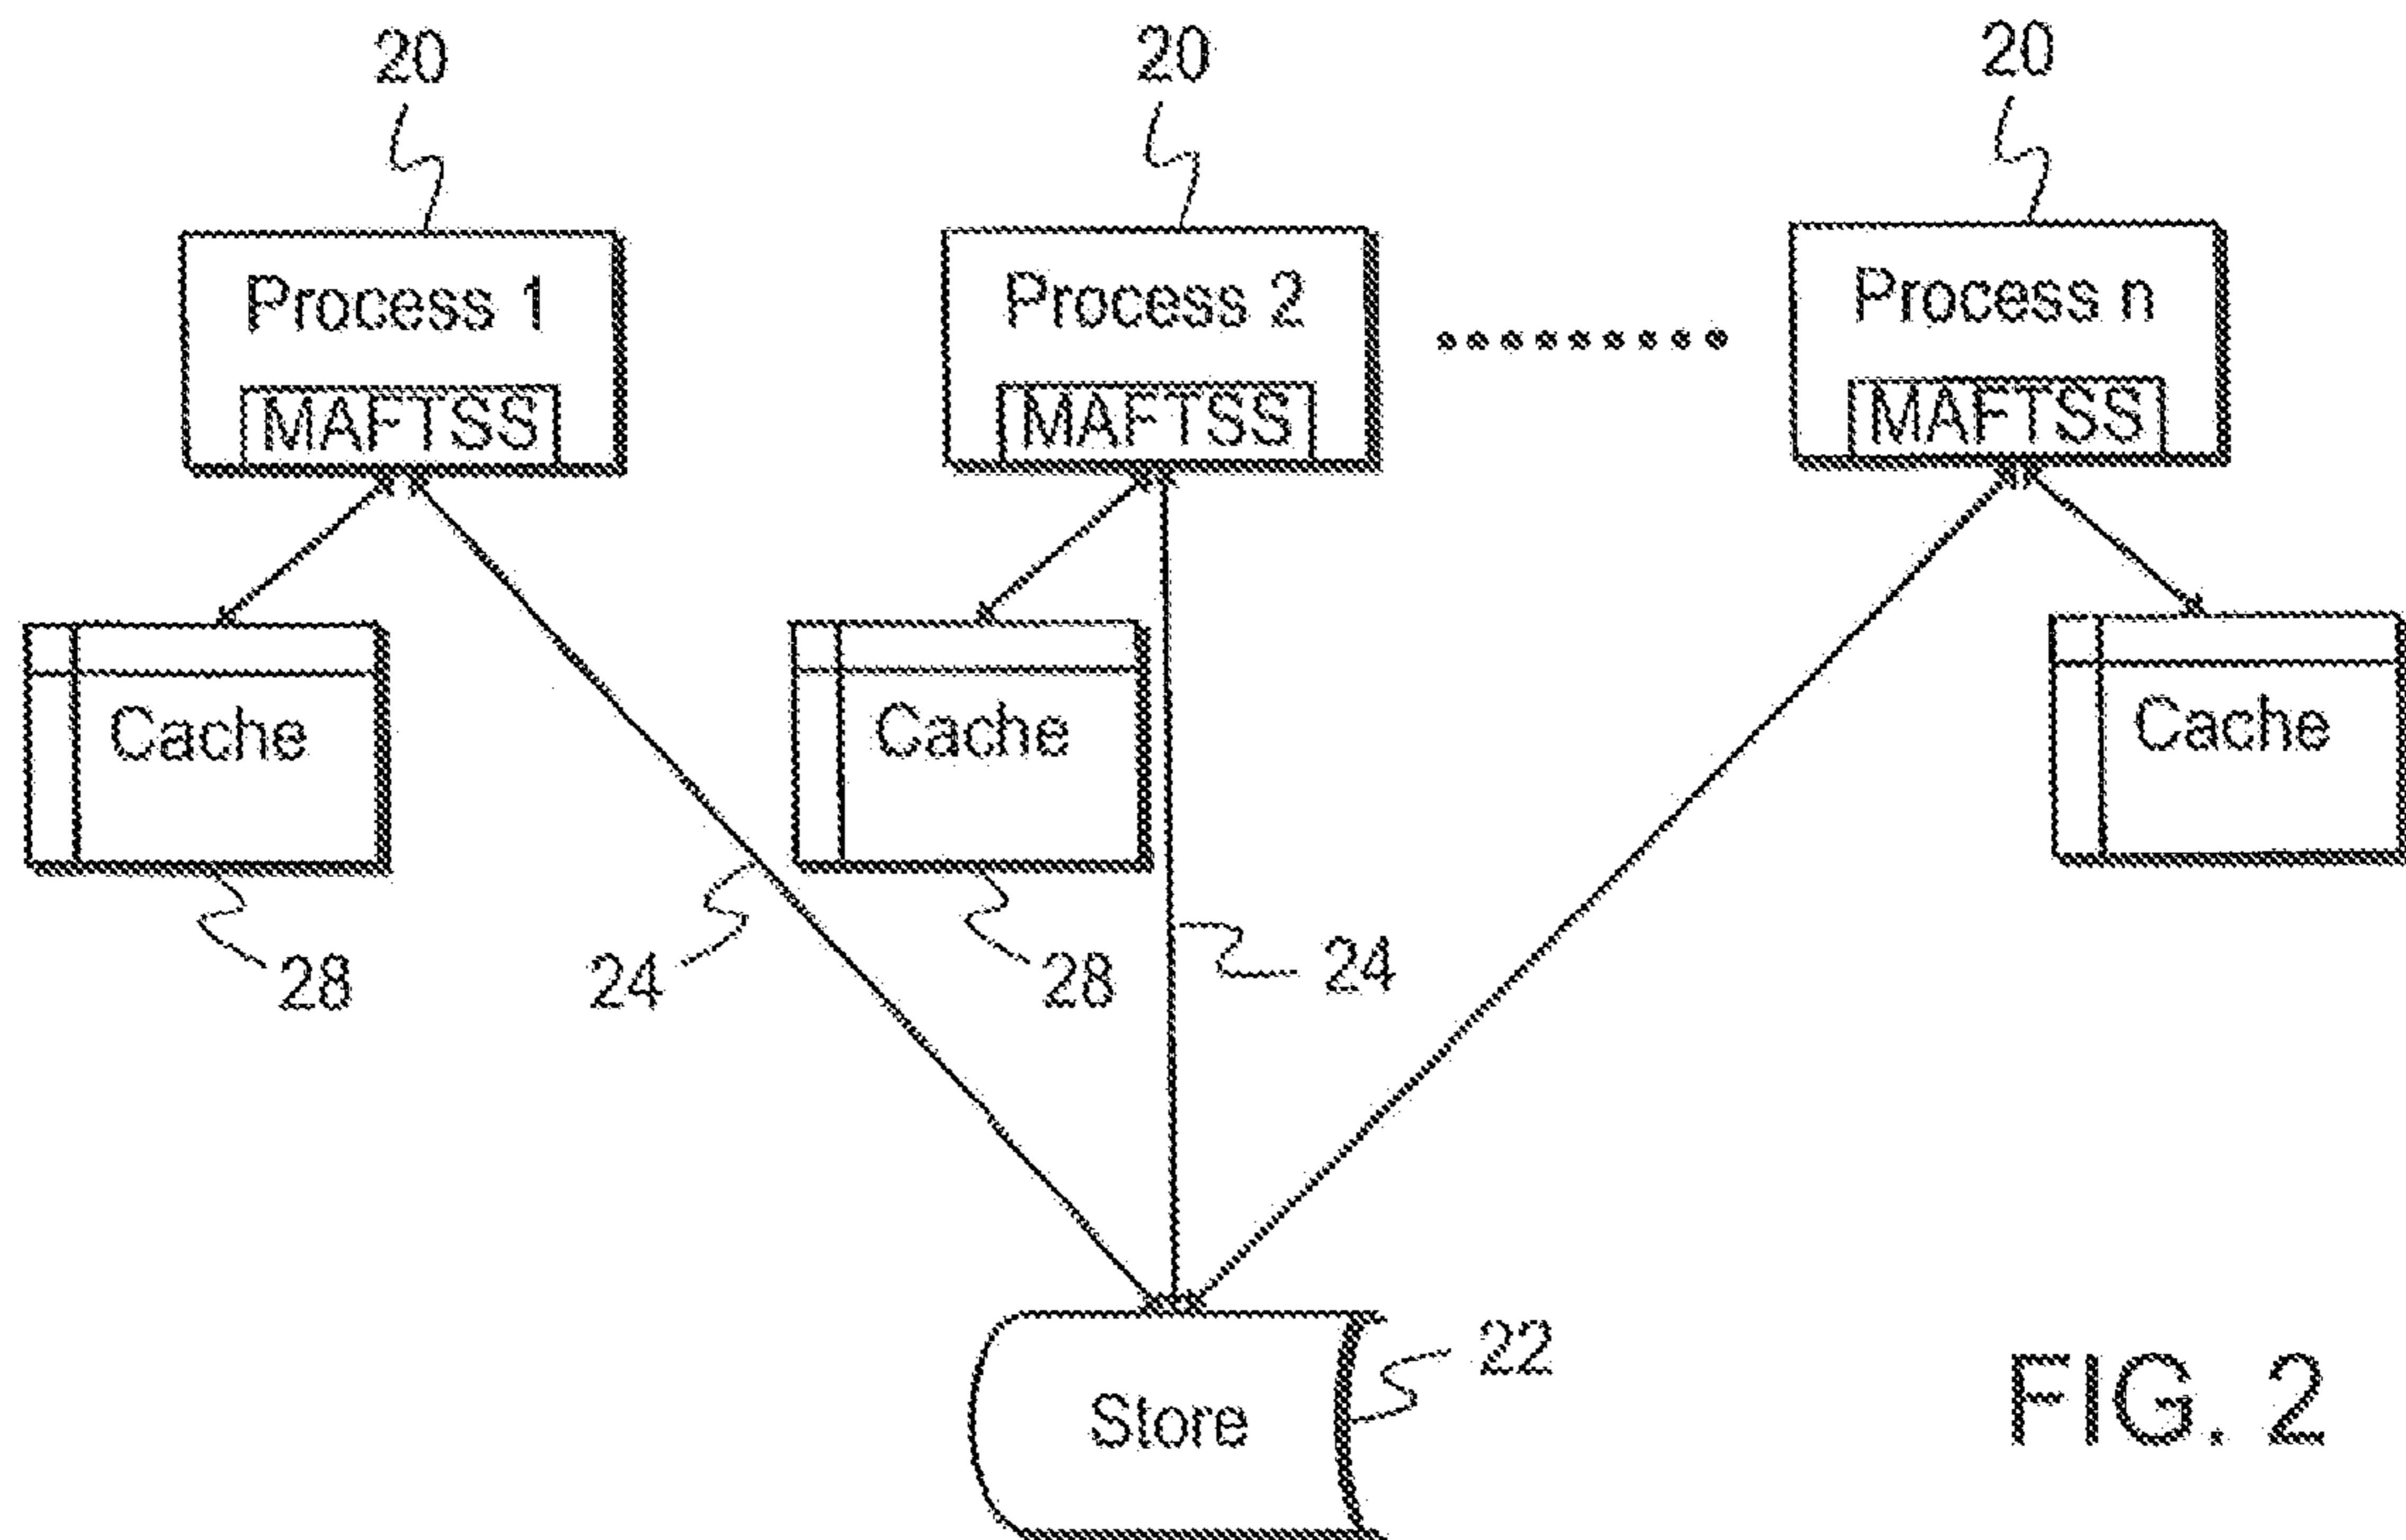 20 20 20
Process 1 Process 2 Process n
MAFTSS MAFTSS MAFTSS
Cache Cache Cache
28 24 28 24
Store 22
FIG. 2